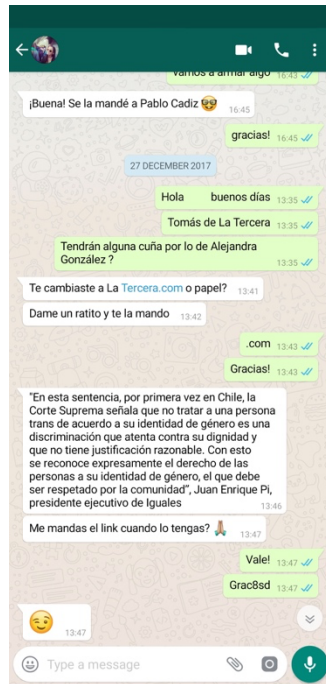 Vamos a armar algo 16:43
¡Buena! Se la mandé a Pablo Cadiz 16:45
gracias! 16:45
27 DECEMBER 2017
Hola buenos días 13:35
Tomás de La Tercera 13:35
Tendrán alguna cuña por lo de Alejandra
González ? 13:35
Te cambiaste a La Tercera.com o papel? 13:41
Dame un ratito y te la mando 13:42
.com 13:43
Gracias! 13:43
"En esta sentencia, por primera vez en Chile, la
Corte Suprema señala que no tratar a una persona
trans de acuerdo a su identidad de género es una
discriminación que atenta contra su dignidad y
que no tiene justificación razonable. Con esto
se reconoce expresamente el derecho de las
personas a su identidad de género, el que debe
ser respetado por la comunidad", Juan Enrique Pi,
presidente ejecutivo de Iguales 13:46
Me mandas el link cuando lo tengas? 13:47
Vale! 13:47
Grac8sd 13:47
13:47
Type a message